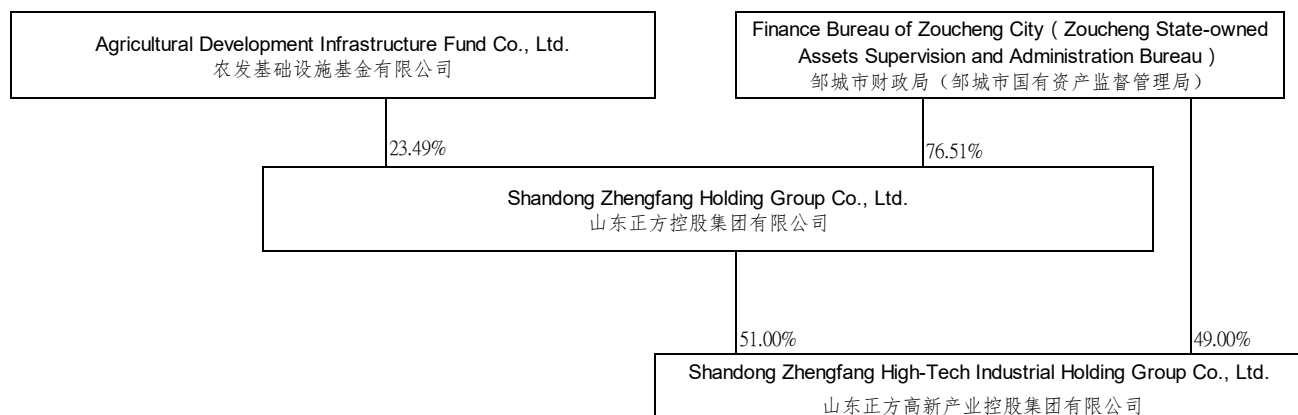 Agricultural Development Infrastructure Fund Co., Ltd.
农发基础设施基金有限公司
Finance Bureau of Zoucheng City ( Zoucheng State-owned
Assets Supervision and Administration Bureau )
邹城市财政局（邹城市国有资产监督管理局）
23.49%
76.51%
Shandong Zhengfang Holding Group Co., Ltd.
山东正方控股集团有限公司
51.00%
49.00%
Shandong Zhengfang High-Tech Industrial Holding Group Co., Ltd.
山东正方高新产业控股集团有限公司